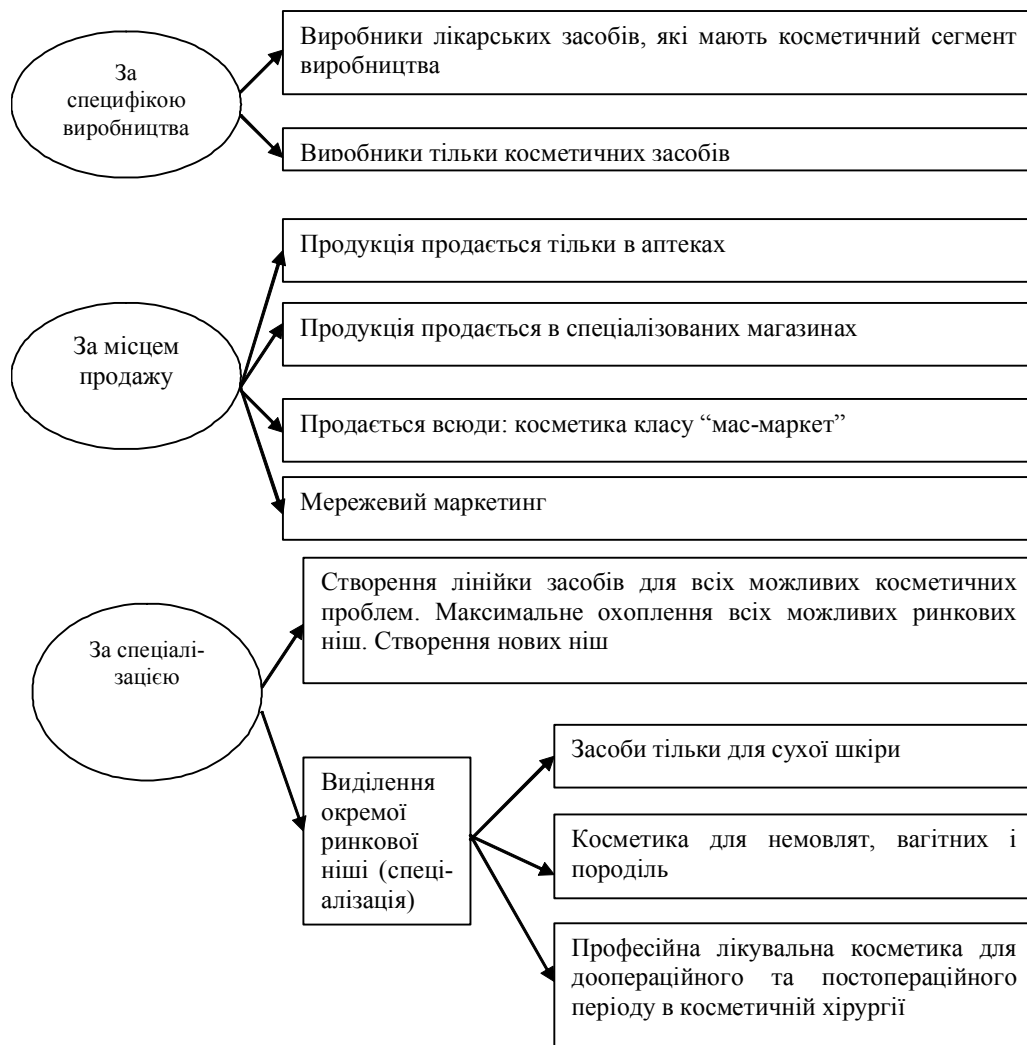 За
специфікою
виробництва
Виробники лікарських засобів, які мають косметичний сегмент
виробництва
Виробники тільки косметичних засобів
За місцем
продажу
Продукція продається тільки в аптеках
Продукція продається в спеціалізованих магазинах
Продається всюди: косметика класу “мас-маркет”
Мережевий маркетинг
За спеціалі-
зацією
Створення лінійки засобів для всіх можливих косметичних
проблем. Максимальне охоплення всіх можливих ринкових
ніш. Створення нових ніш
Виділення
окремої
ринкової
ніші (спеці-
алізація)
Засоби тільки для сухої шкіри
Косметика для немовлят, вагітних і
породіль
Професійна лікувальна косметика для
доопераційного та постопераційного
періоду в косметичній хірургії